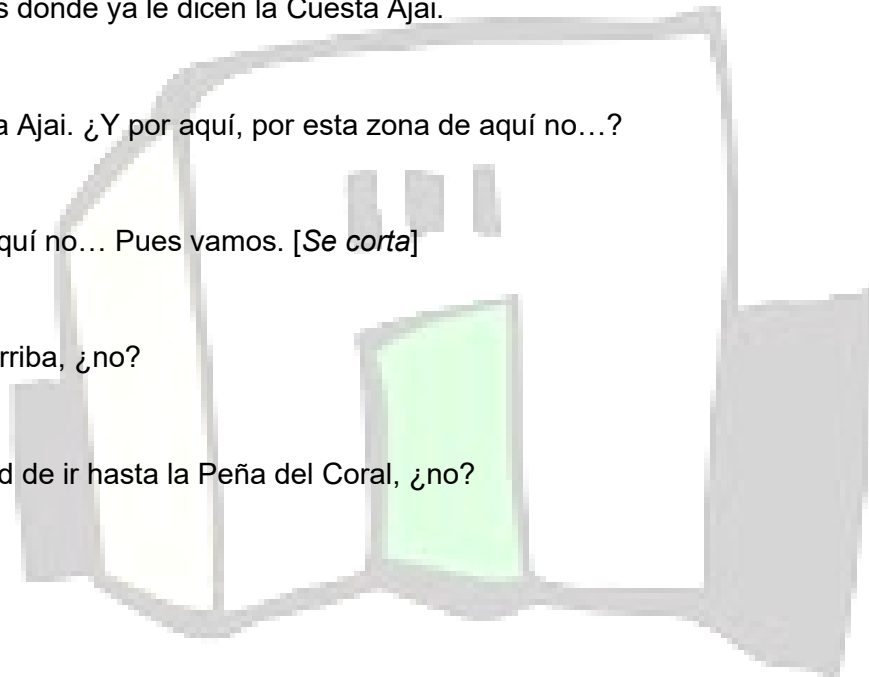 s donde ya le dicen la Cuesta Ajai.
a Ajai. ¿Y por aquí, por esta zona de aquí no…?
quí no… Pues vamos. [Se corta]
rriba, ¿no?
d de ir hasta la Peña del Coral, ¿no?